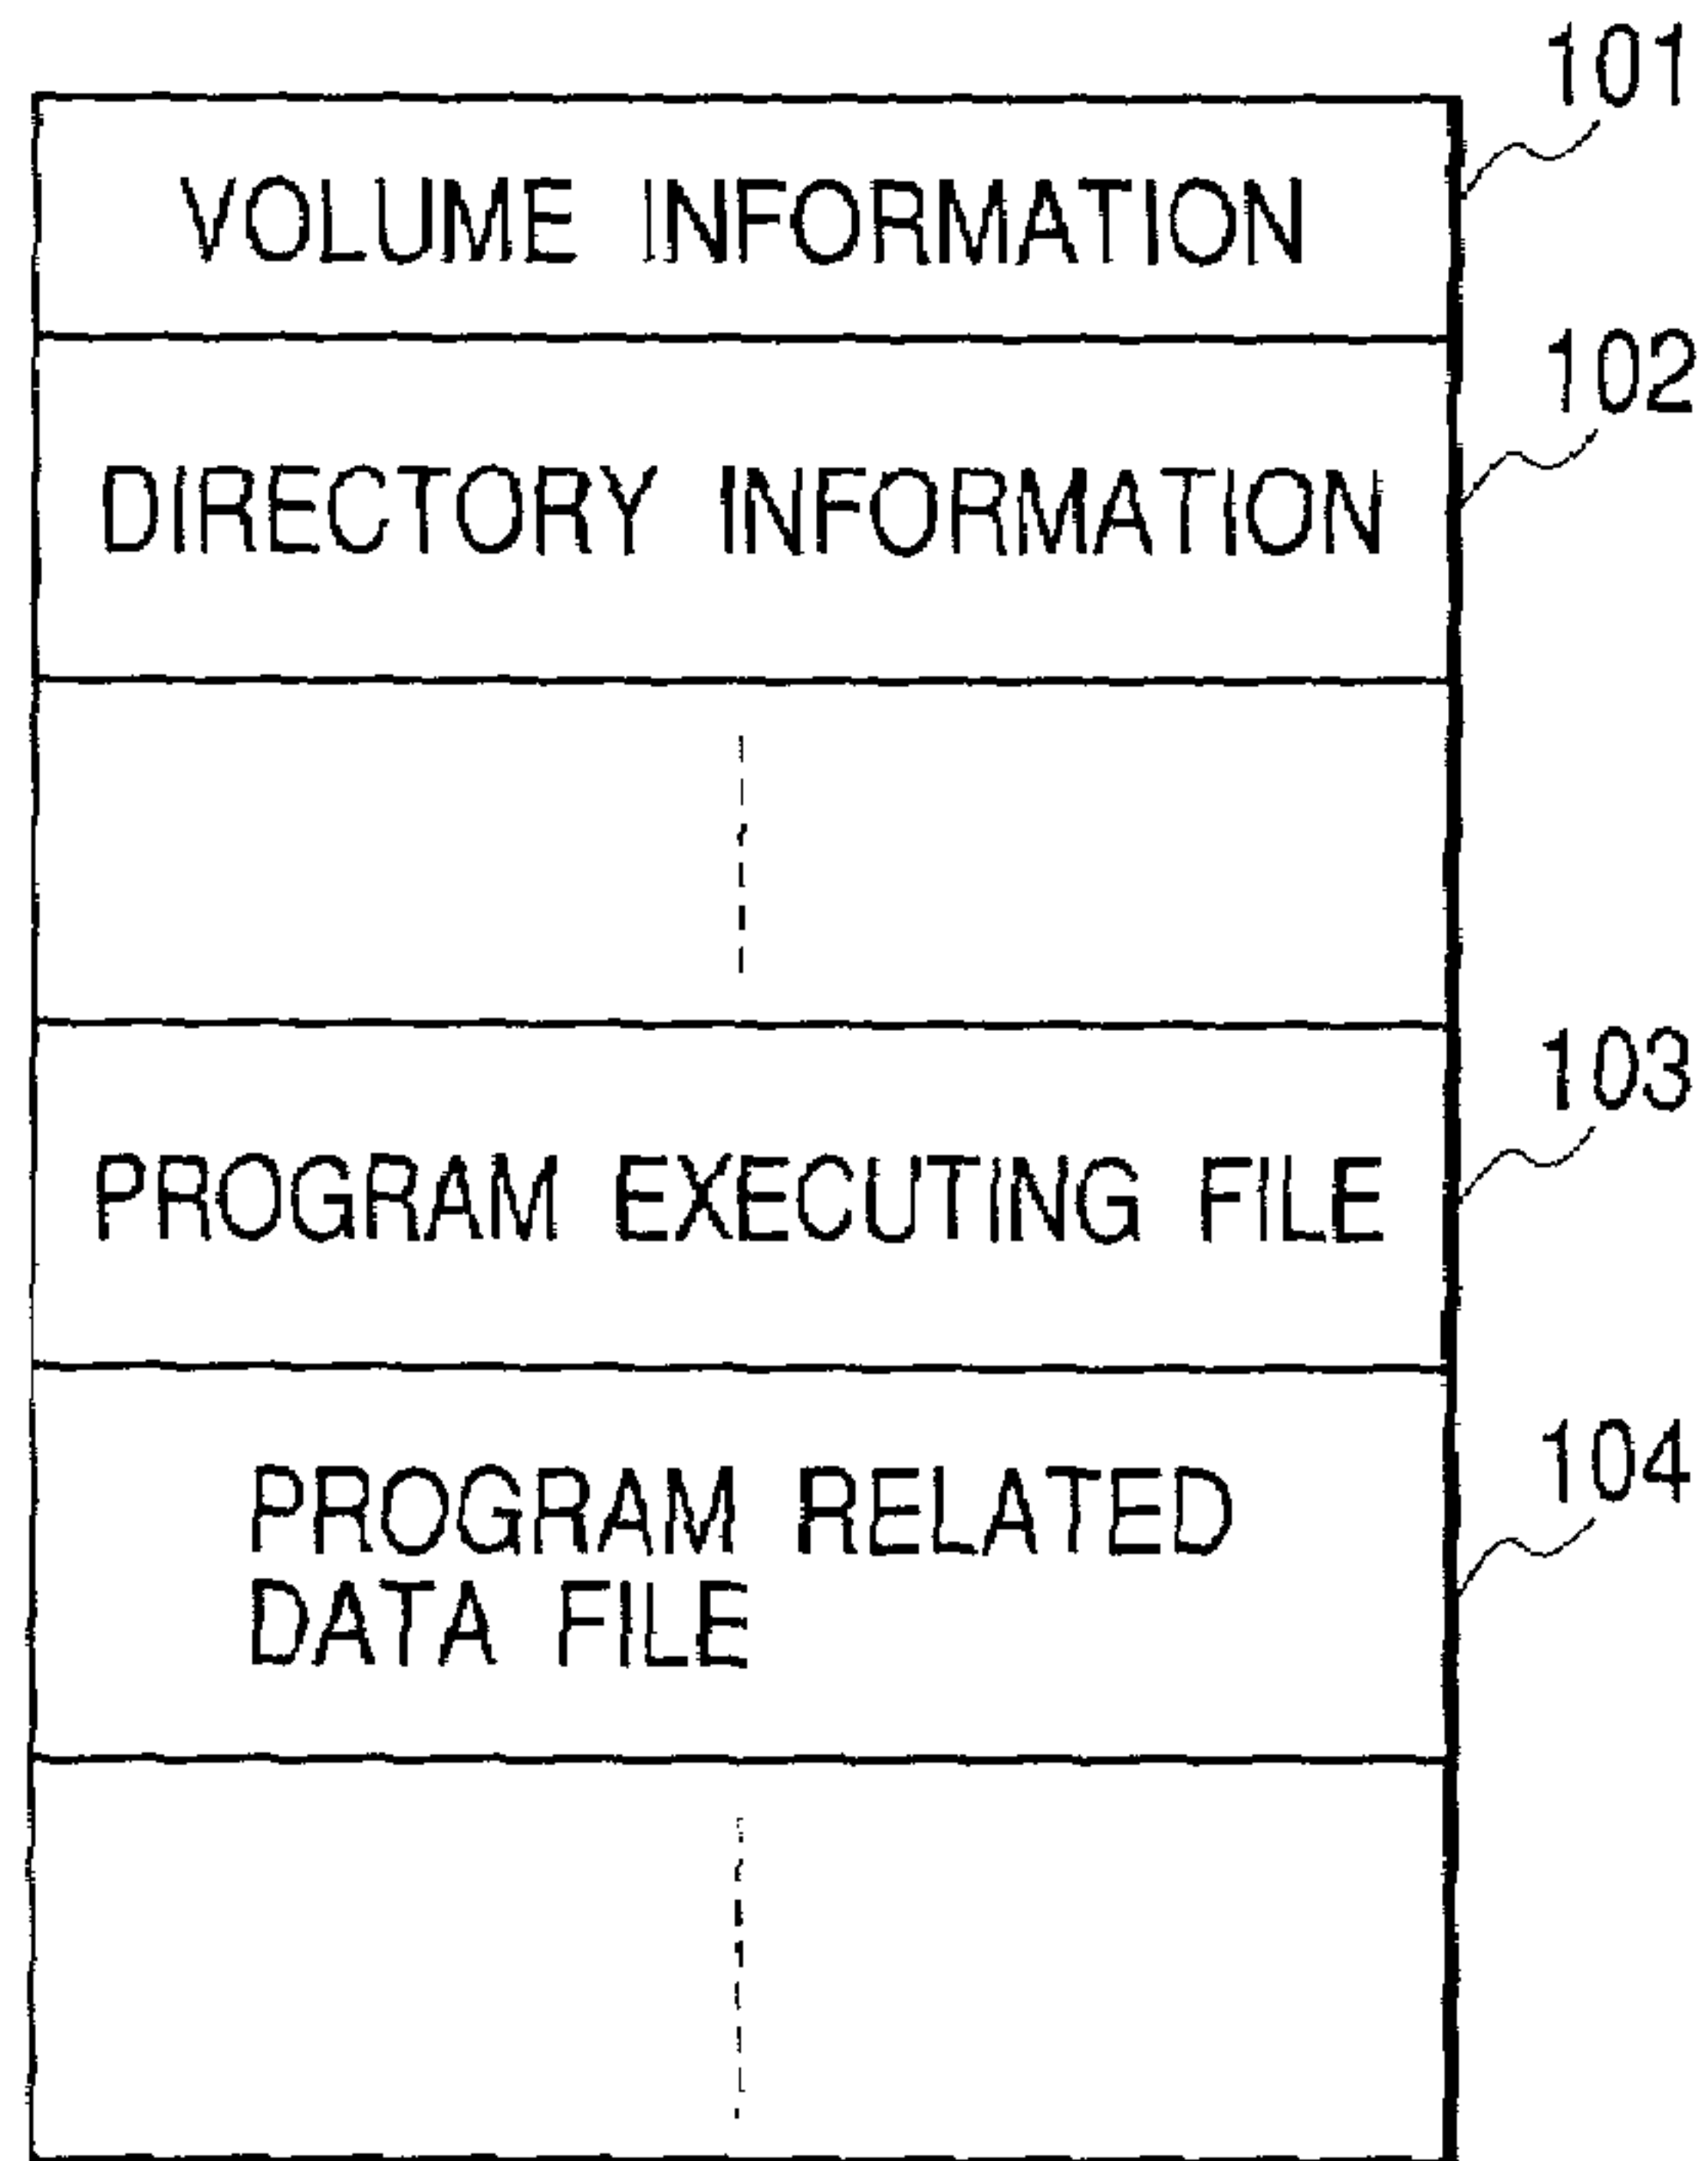 101
VOLUME INFORMATION
102
DIRECTORY INFORMATION
103
PROGRAM EXECUTING FILE
104
PROGRAM RELATED
DATA FILE